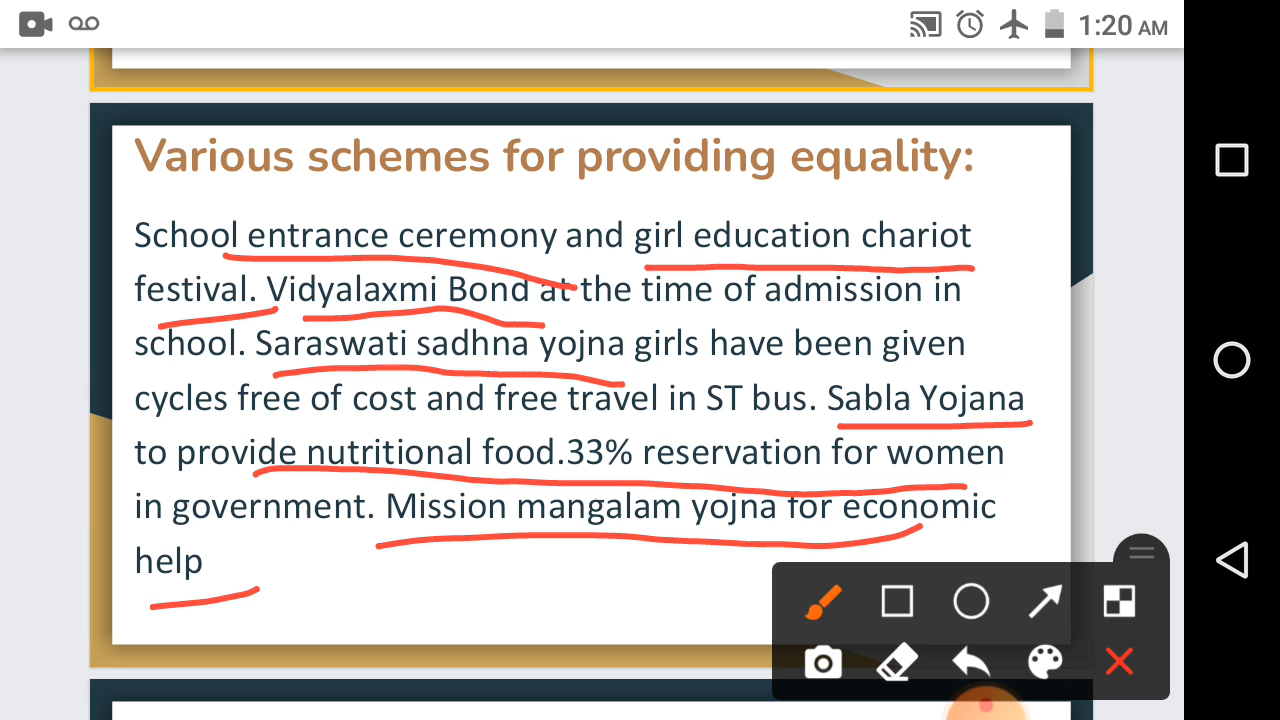 1:20 AM
Various schemes for providing equality:
School entrance ceremony and girl education chariot
festival. Vidyalaxmi Bond at the time of admission in
school. Saraswati sadhna yojna girls have been given
cycles free of cost and free travel in ST bus. Sabla Yojana
to provide nutritional food.33% reservation for women
in government. Mission mangalam yojna for economic
help